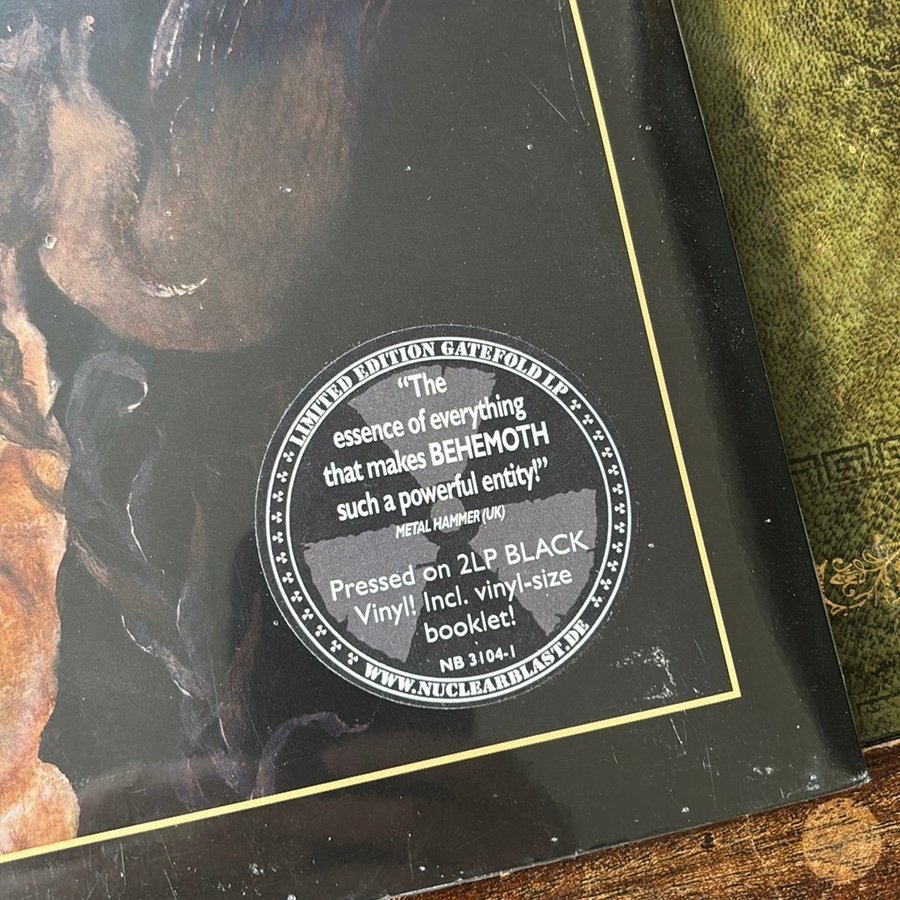 LIMITED EDITION GATEFOLD LP
“The
essence of everything
that makes BEHEMOTH
such a powerful entity!”
METAL HAMMER (UK)
Pressed on 2LP BLACK
Vinyl! Incl. vinyl-size
booklet!
NB 3104-1
WWW.NUCLEARBLAST.DE